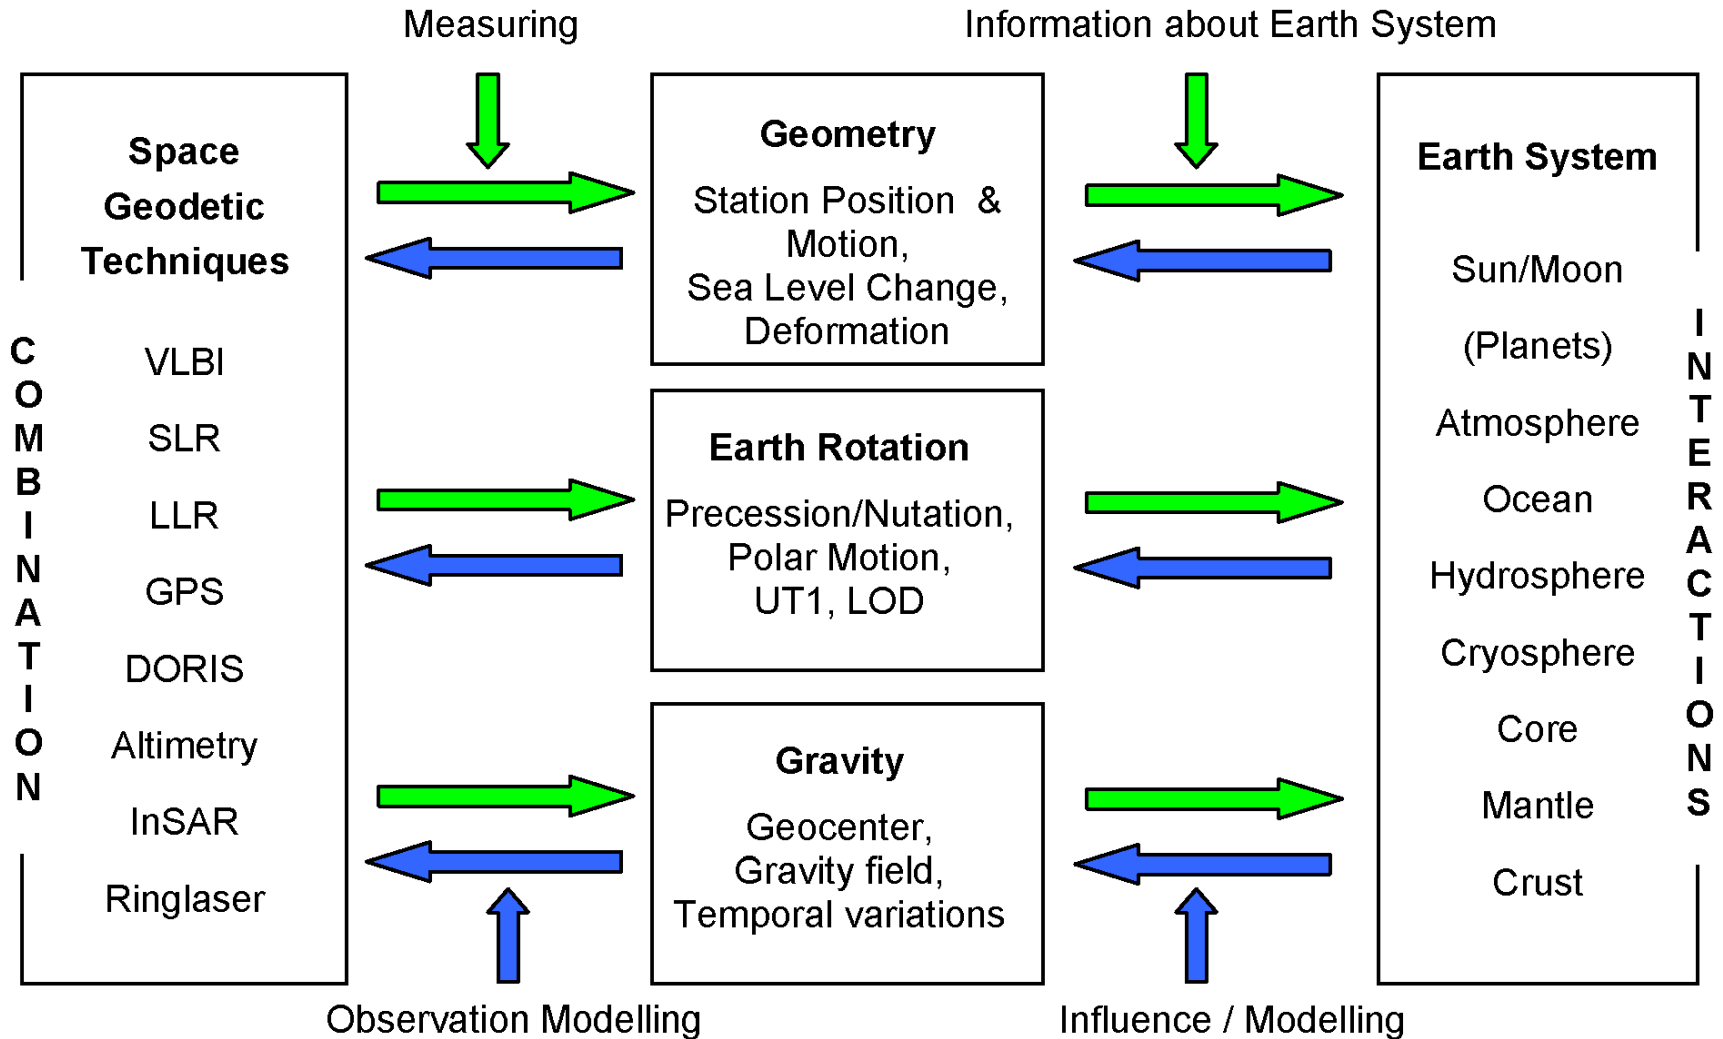 Measuring
Information about Earth System
Space
Geodetic
Techniques
VLBI
SLR
LLR
GPS
DORIS
Altimetry
InSAR
Ringlaser
COMBINATION
Geometry
Station Position & 
Motion,
Sea Level Change,
Deformation
Earth Rotation
Precession/Nutation,
Polar Motion,
UT1, LOD
Gravity
Geocenter,
Gravity field,
Temporal variations
Earth System
Sun/Moon
(Planets)
Atmosphere
Ocean
Hydrosphere
Cryosphere
Core
Mantle
Crust
INTERACTIONS
Observation Modelling
Influence / Modelling